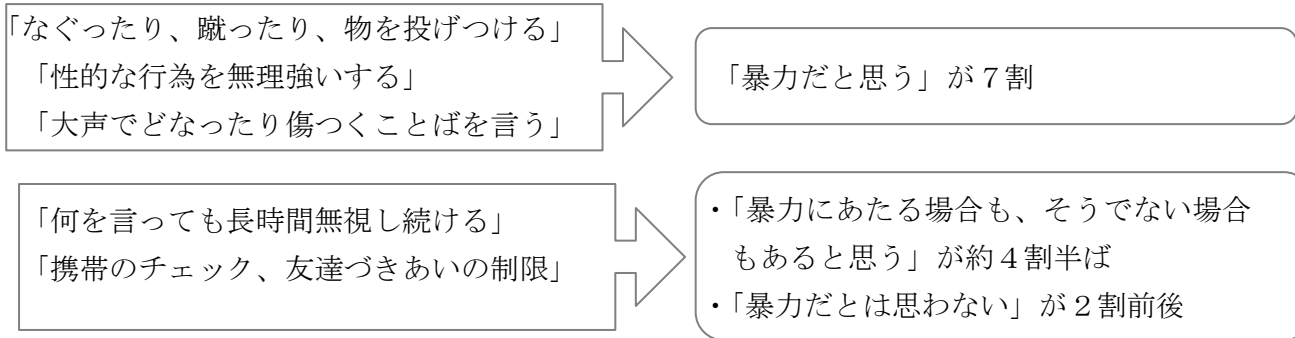 「なぐったり、蹴ったり、物を投げつける」
「性的な行為を無理強いする」
「大声でどなったり傷つくことばを言う」
「暴力だと思う」が７割
「何を言っても長時間無視し続ける」
「携帯のチェック、友達づきあいの制限」
・「暴力にあたる場合も、そうでない場合
もあると思う」が約４割半ば
・「暴力だとは思わない」が２割前後